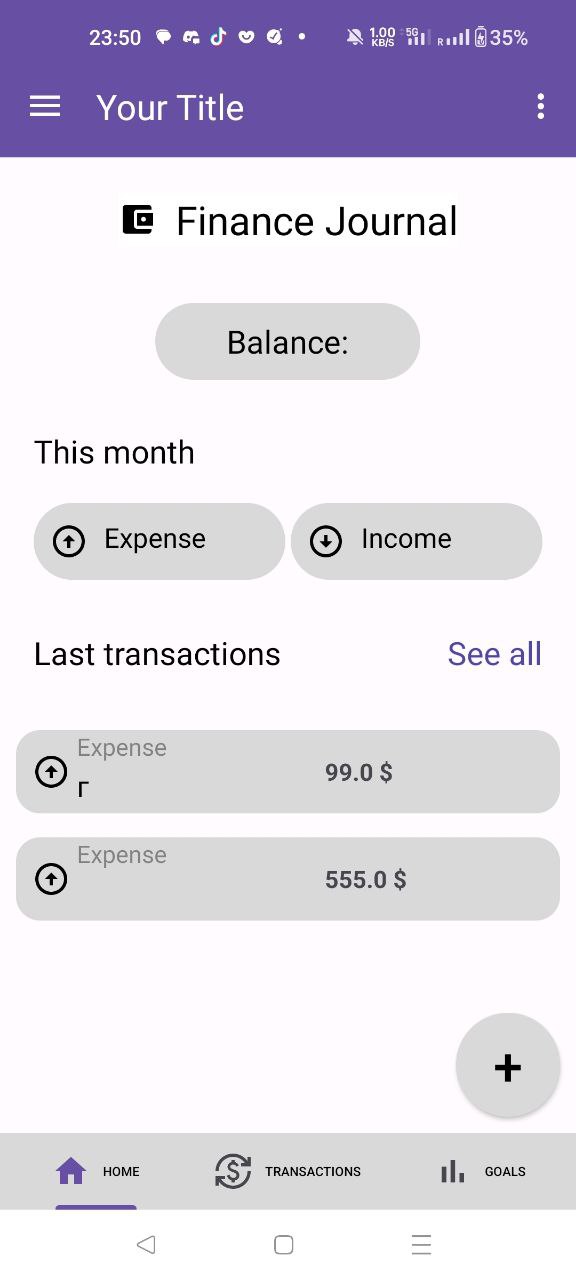 23:50 1.00 KB/S 5G R 35%
Your Title
Finance Journal
Balance:
This month
Expense Income
Last transactions See all
Expense
г 99.0 $
Expense
555.0 $
+
HOME TRANSACTIONS GOALS